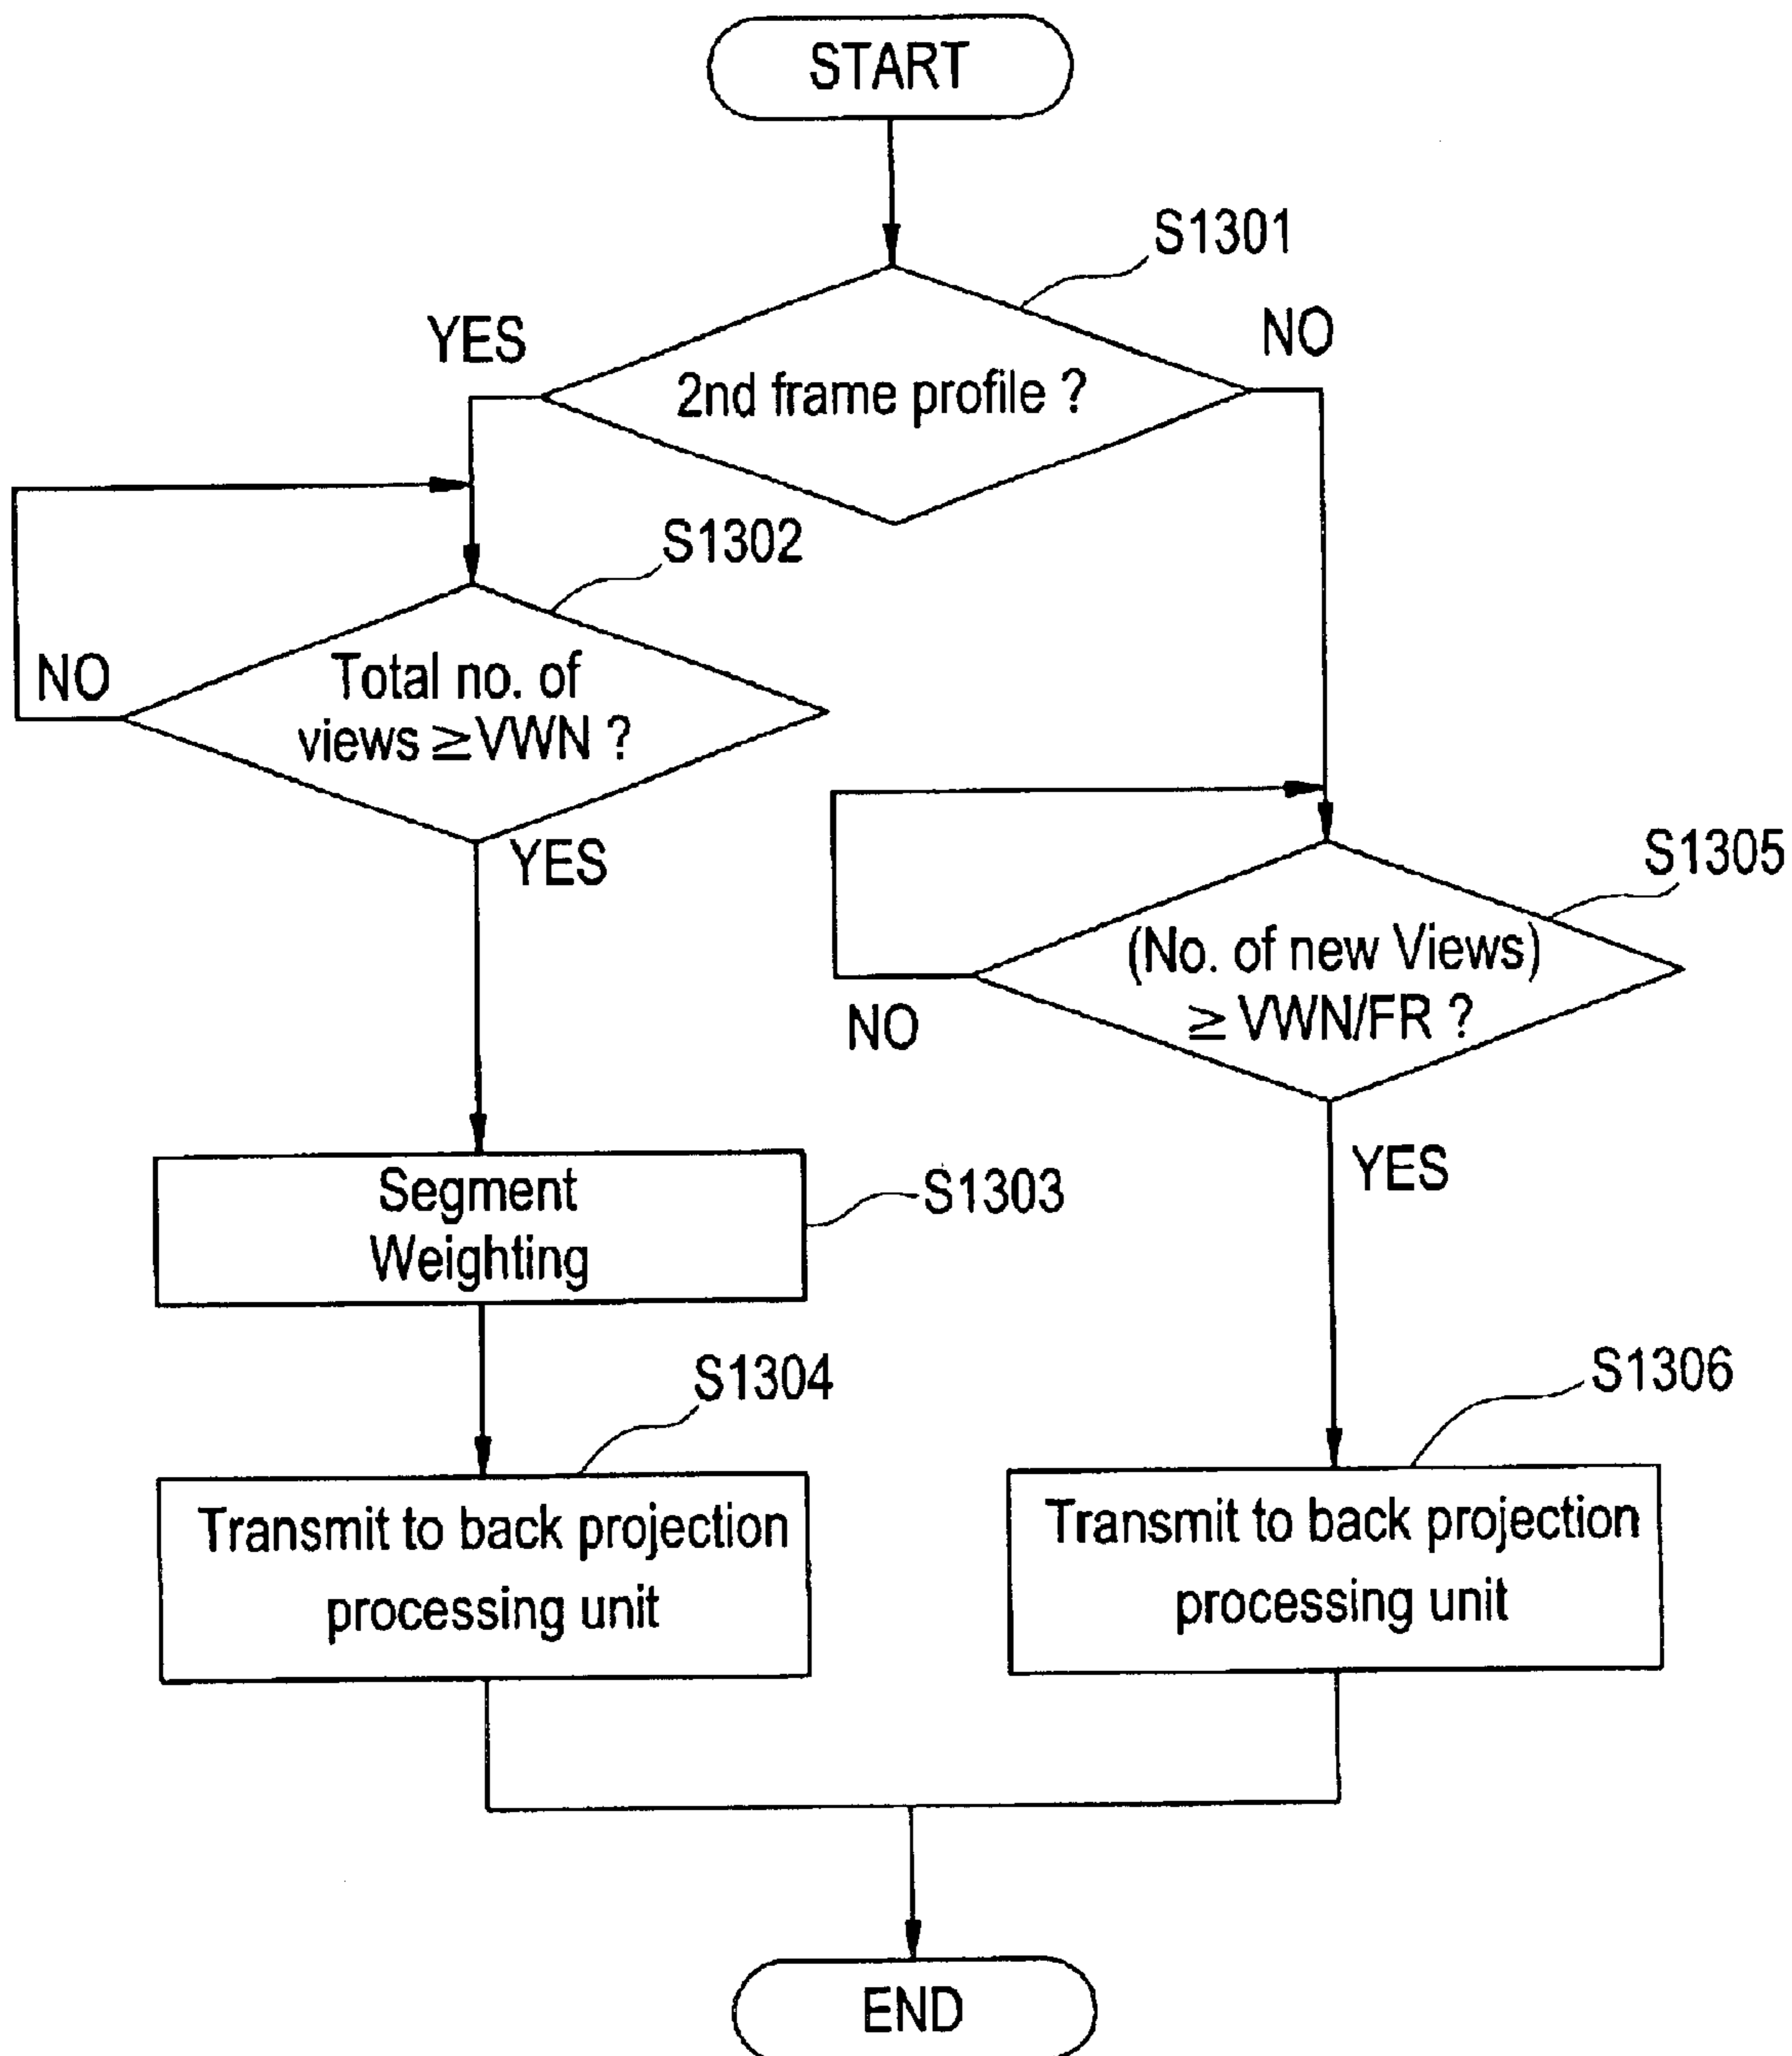 START
S1301
YES
NO
2nd frame profile ?
S1302
NO
Total no. of
views ≧VWN ?
YES
S1305
(No. of new Views)
≧ VWN/FR ?
NO
YES
Segment
Weighting
S1303
S1304
S1306
Transmit to back projection
processing unit
Transmit to back projection
processing unit
END